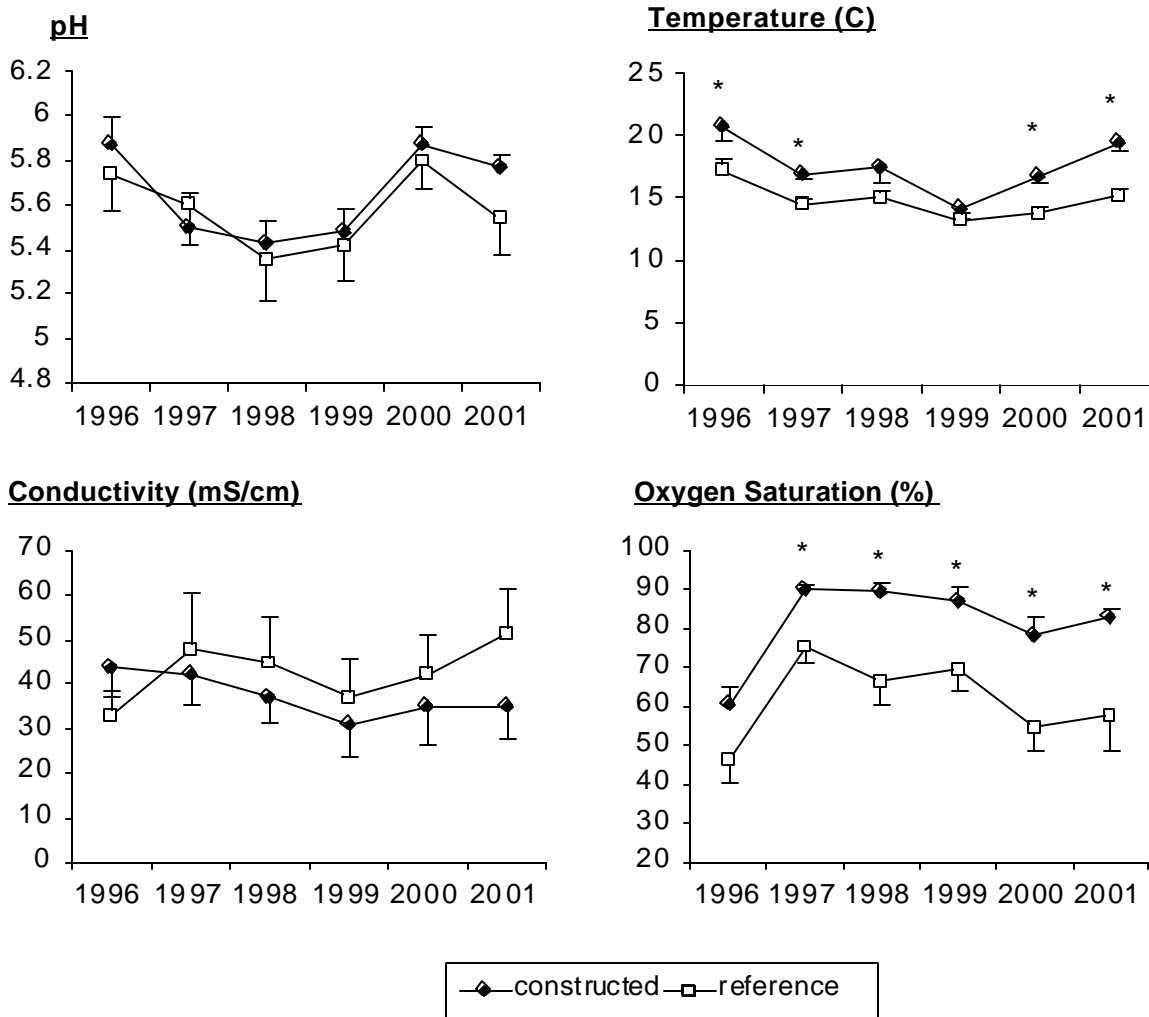 pH
6.2
6
5.8
5.6
5.4
5.2
5
4.8
1996 1997 1998 1999 2000 2001
Temperature (C)
25
20
15
10
5
0
* * * *
1996 1997 1998 1999 2000 2001
Conductivity (mS/cm)
70
60
50
40
30
20
10
0
1996 1997 1998 1999 2000 2001
Oxygen Saturation (%)
100
90
80
70
60
50
40
30
20
* * * * *
1996 1997 1998 1999 2000 2001
constructed reference